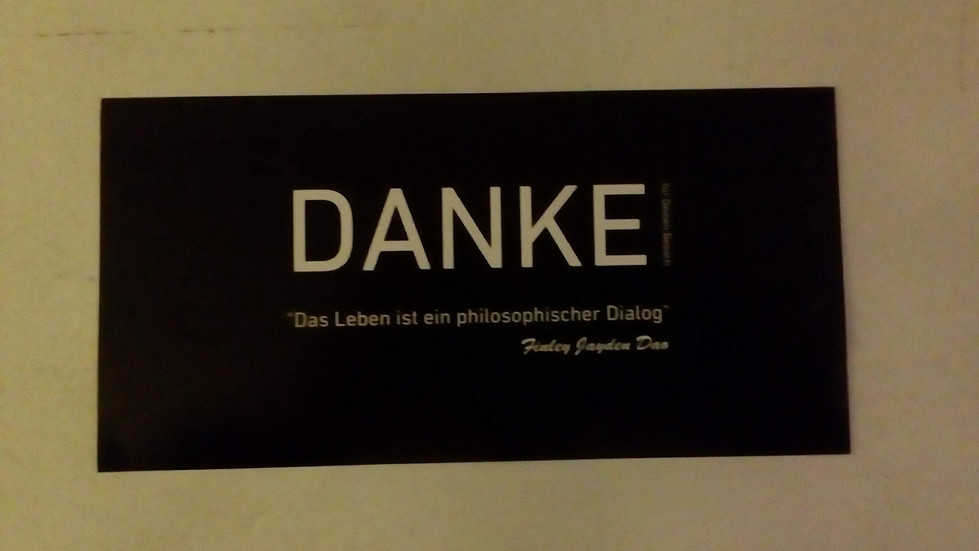 DANKE
für Deinen Besuch
"Das Leben ist ein philosophischer Dialog"
Finley Jayden Dao